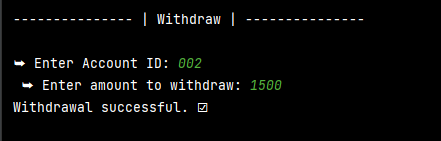 --------------- | Withdraw | ---------------
➥ Enter Account ID: 002
➥ Enter amount to withdraw: 1500
Withdrawal successful. ☑